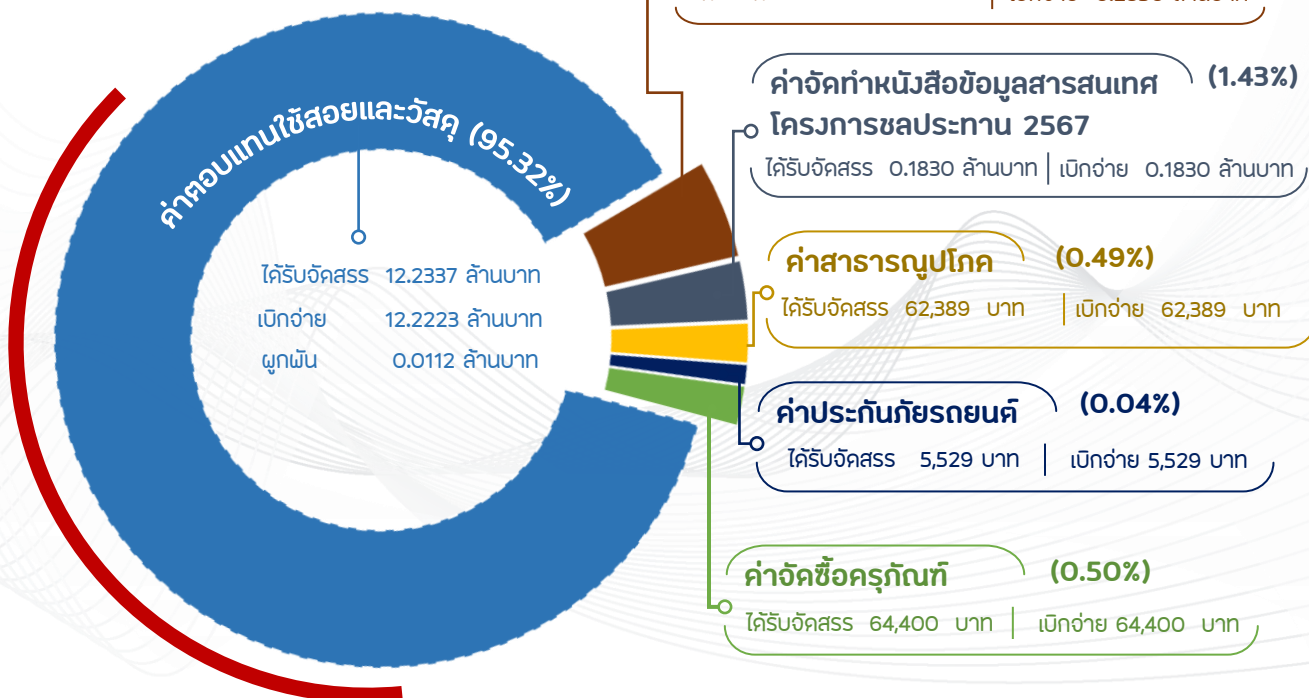 ค่าจัดทำหนังสือข้อมูลสารสนเทศ (1.43%)
โครงการชลประทาน 2567
ได้รับจัดสรร 0.1830 ล้านบาท | เบิกจ่าย 0.1830 ล้านบาท
ค่าตอบแทนใช้สอยและวัสดุ (95.32%)
ได้รับจัดสรร 12.2337 ล้านบาท
เบิกจ่าย 12.2223 ล้านบาท
ผูกพัน 0.0112 ล้านบาท
ค่าสาธารณูปโภค (0.49%)
ได้รับจัดสรร 62,389 บาท | เบิกจ่าย 62,389 บาท
ค่าประกันภัยรถยนต์ (0.04%)
ได้รับจัดสรร 5,529 บาท | เบิกจ่าย 5,529 บาท
ค่าจัดซื้อครุภัณฑ์ (0.50%)
ได้รับจัดสรร 64,400 บาท | เบิกจ่าย 64,400 บาท